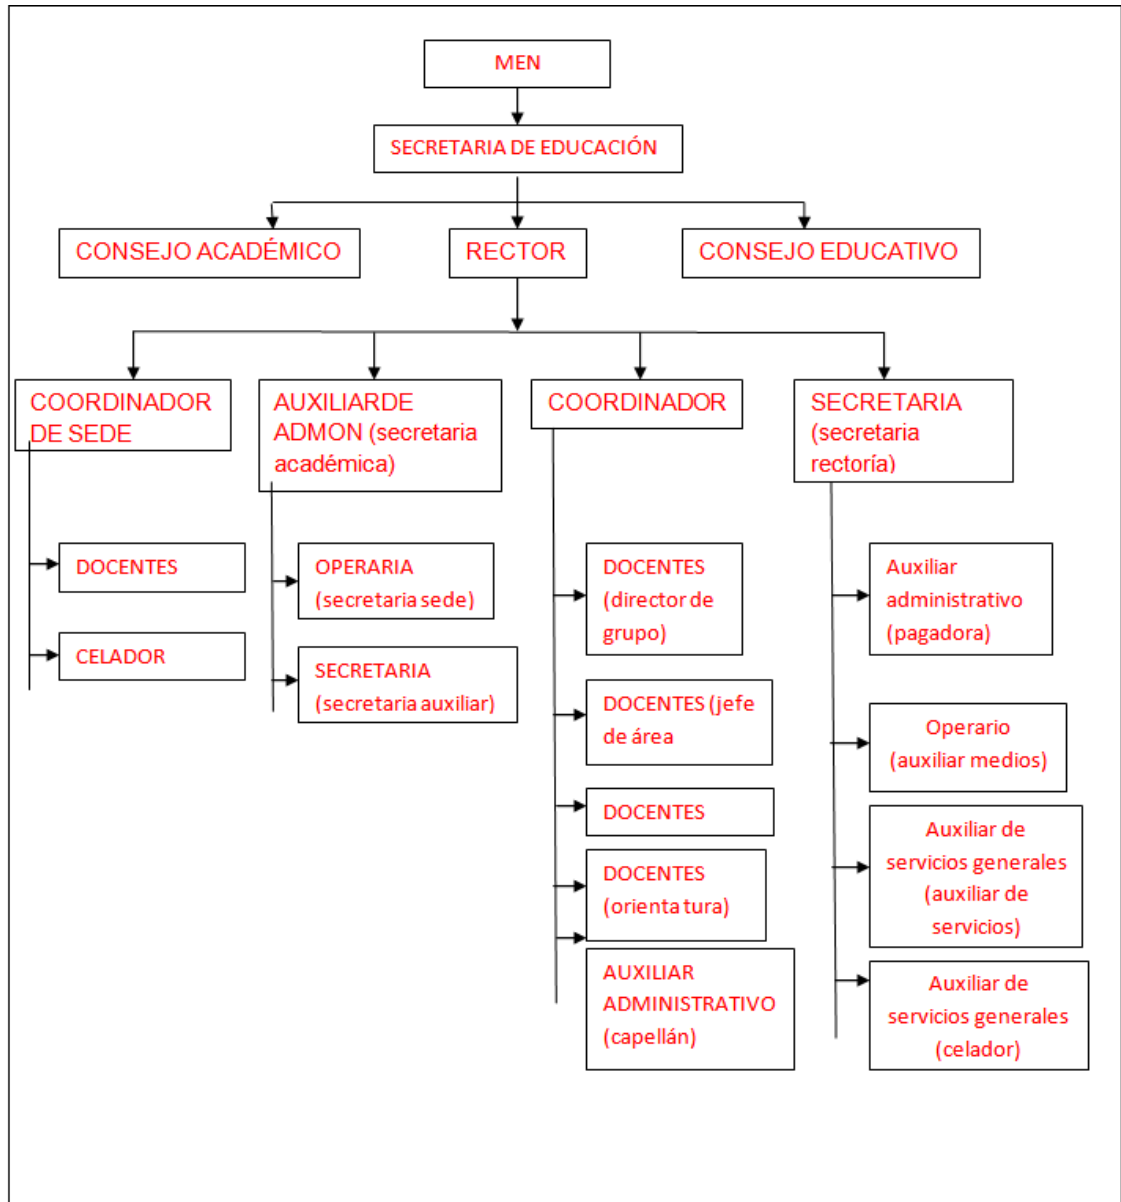 MEN
SECRETARIA DE EDUCACIÓN
CONSEJO ACADÉMICO
RECTOR
CONSEJO EDUCATIVO
COORDINADOR
DE SEDE
AUXILIARDE
ADMON (secretaria
académica)
COORDINADOR
SECRETARIA
(secretaria
rectoría)
DOCENTES
CELADOR
OPERARIA
(secretaria sede)
SECRETARIA
(secretaria auxiliar)
DOCENTES
(director de
grupo)
DOCENTES (jefe
de área
DOCENTES
DOCENTES
(orienta tura)
AUXILIAR
ADMINISTRATIVO
(capellán)
Auxiliar
administrativo
(pagadora)
Operario
(auxiliar medios)
Auxiliar de
servicios generales
(auxiliar de
servicios)
Auxiliar de
servicios generales
(celador)